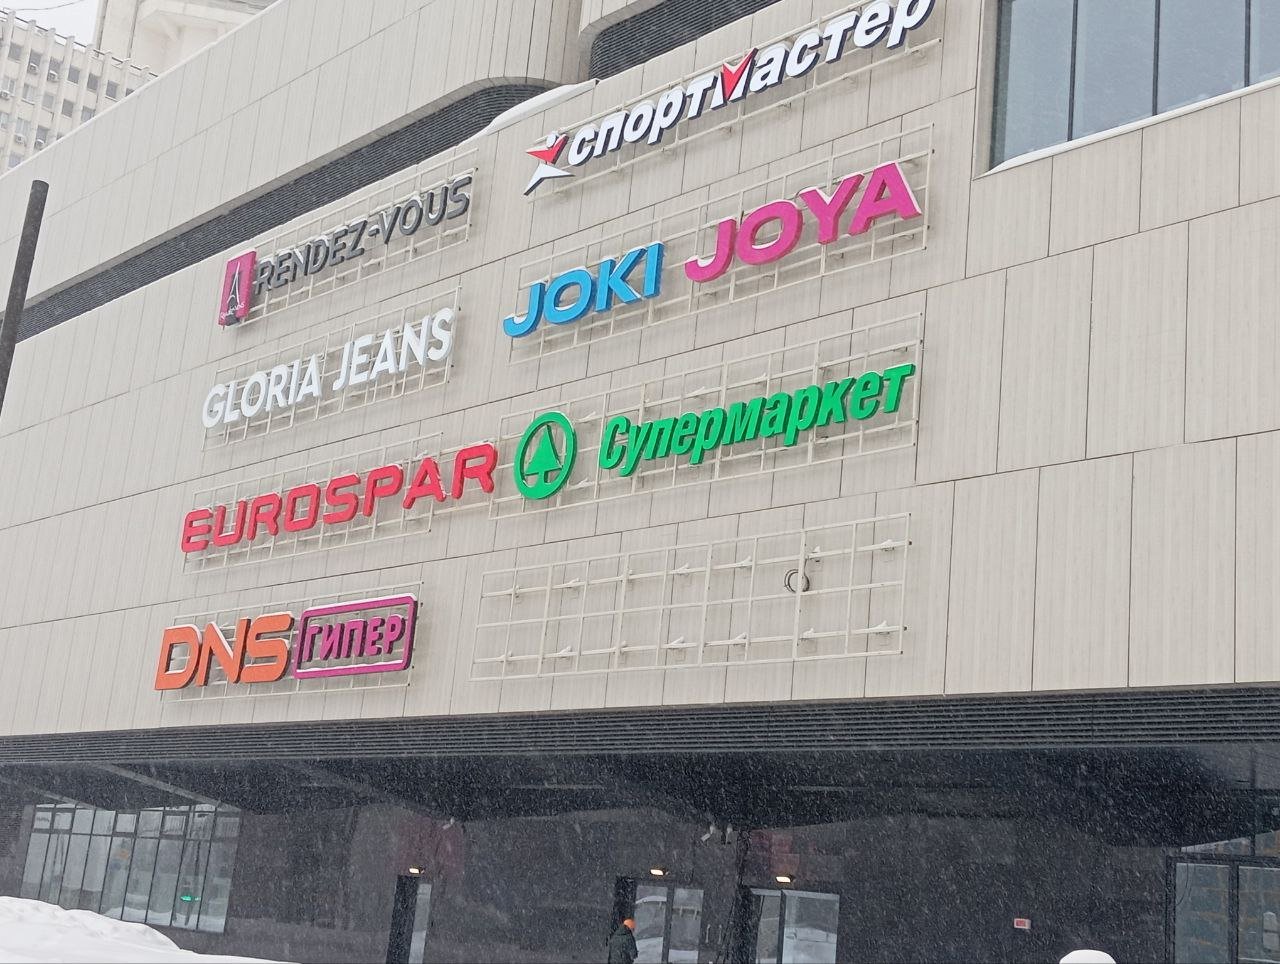 спортмастер
RENDEZ-VOUS
JOKI JOYA
GLORIA JEANS
EUROSPAR Супермаркет
DNS ГИПЕР